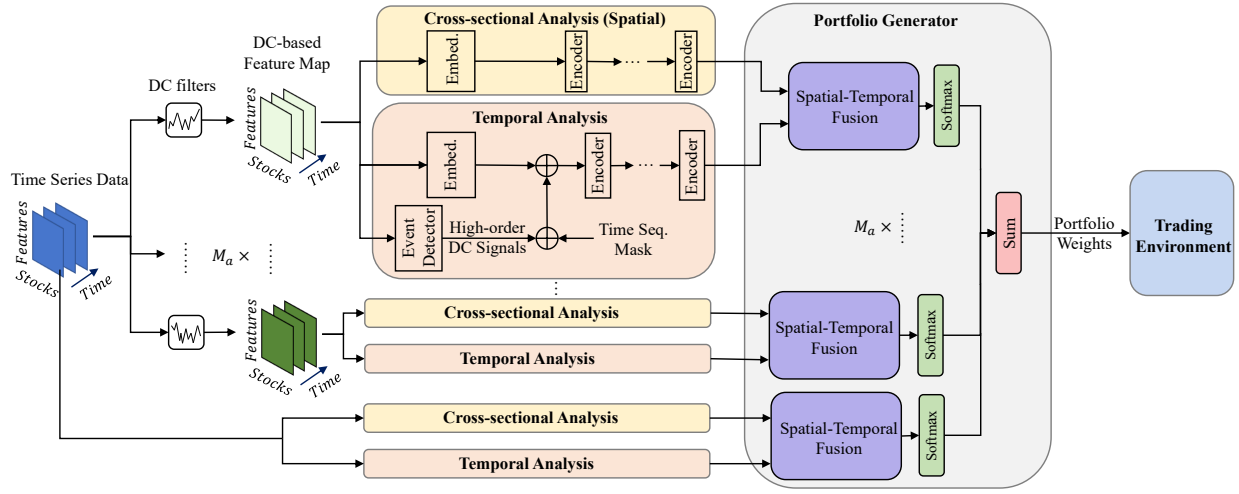 Cross-sectional Analysis (Spatial)
Portfolio Generator
DC-based
Feature Map
DC filters
Embed.
Encoder
...
Encoder
Features
Stocks
Time
Temporal Analysis
Embed.
Encoder
...
Encoder
Event
Detector
High-order
DC Signals
Time Seq.
Mask
Spatial-Temporal
Fusion
Softmax
Time Series Data
Features
Stocks
Time
M_a ×
M_a ×
Sum
Portfolio
Weights
Trading
Environment
Features
Stocks
Time
Cross-sectional Analysis
Temporal Analysis
Spatial-Temporal
Fusion
Softmax
Cross-sectional Analysis
Temporal Analysis
Spatial-Temporal
Fusion
Softmax